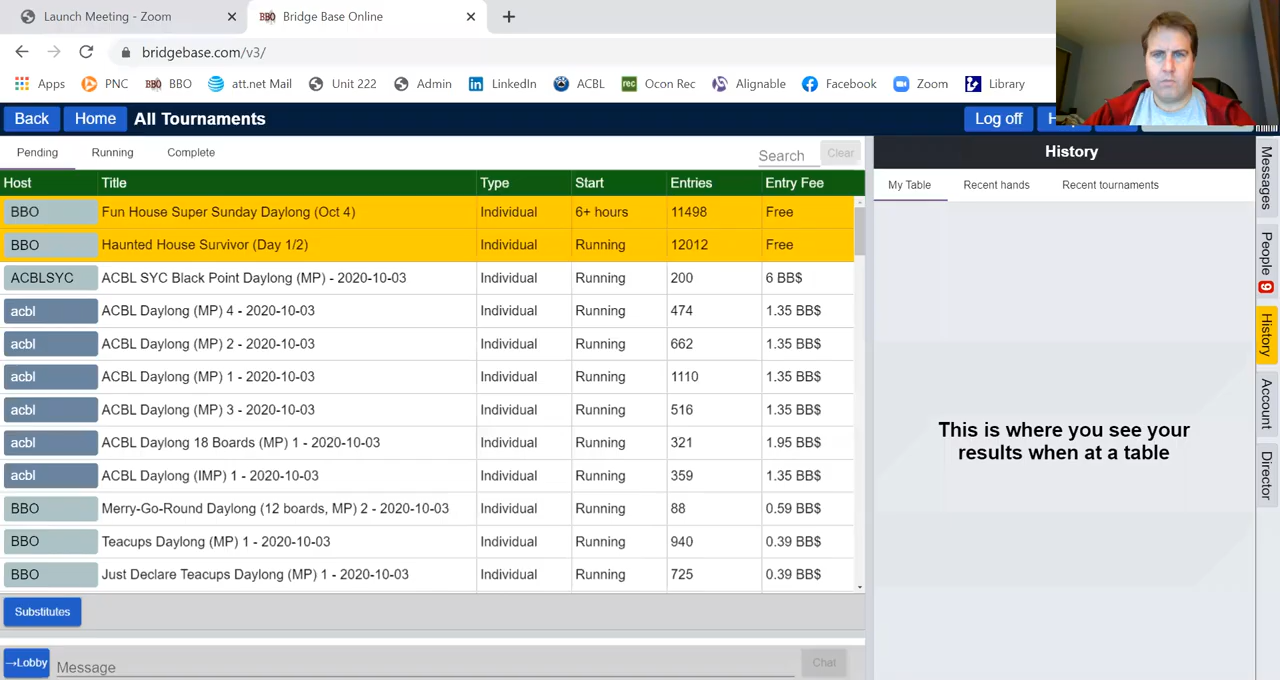 Launch Meeting - Zoom
BBO Bridge Base Online
bridgebase.com/v3/
Apps PNC BBO BBO att.net Mail Unit 222 Admin LinkedIn ACBL rec Ocon Rec Alignable Facebook Zoom Library
Back Home All Tournaments Log off
Pending Running Complete Search Clear
Host Title Type Start Entries Entry Fee
BBO Fun House Super Sunday Daylong (Oct 4) Individual 6+ hours 11498 Free
BBO Haunted House Survivor (Day 1/2) Individual Running 12012 Free
ACBLSYC ACBL SYC Black Point Daylong (MP) - 2020-10-03 Individual Running 200 6 BB$
acbl ACBL Daylong (MP) 4 - 2020-10-03 Individual Running 474 1.35 BB$
acbl ACBL Daylong (MP) 2 - 2020-10-03 Individual Running 662 1.35 BB$
acbl ACBL Daylong (MP) 1 - 2020-10-03 Individual Running 1110 1.35 BB$
acbl ACBL Daylong (MP) 3 - 2020-10-03 Individual Running 516 1.35 BB$
acbl ACBL Daylong 18 Boards (MP) 1 - 2020-10-03 Individual Running 321 1.95 BB$
acbl ACBL Daylong (IMP) 1 - 2020-10-03 Individual Running 359 1.35 BB$
BBO Merry-Go-Round Daylong (12 boards, MP) 2 - 2020-10-03 Individual Running 88 0.59 BB$
BBO Teacups Daylong (MP) 1 - 2020-10-03 Individual Running 940 0.39 BB$
BBO Just Declare Teacups Daylong (MP) 1 - 2020-10-03 Individual Running 725 0.39 BB$
Substitutes
→Lobby Message Chat
History
My Table Recent hands Recent tournaments
This is where you see your
results when at a table
Messages
People 9
History
Account
Director